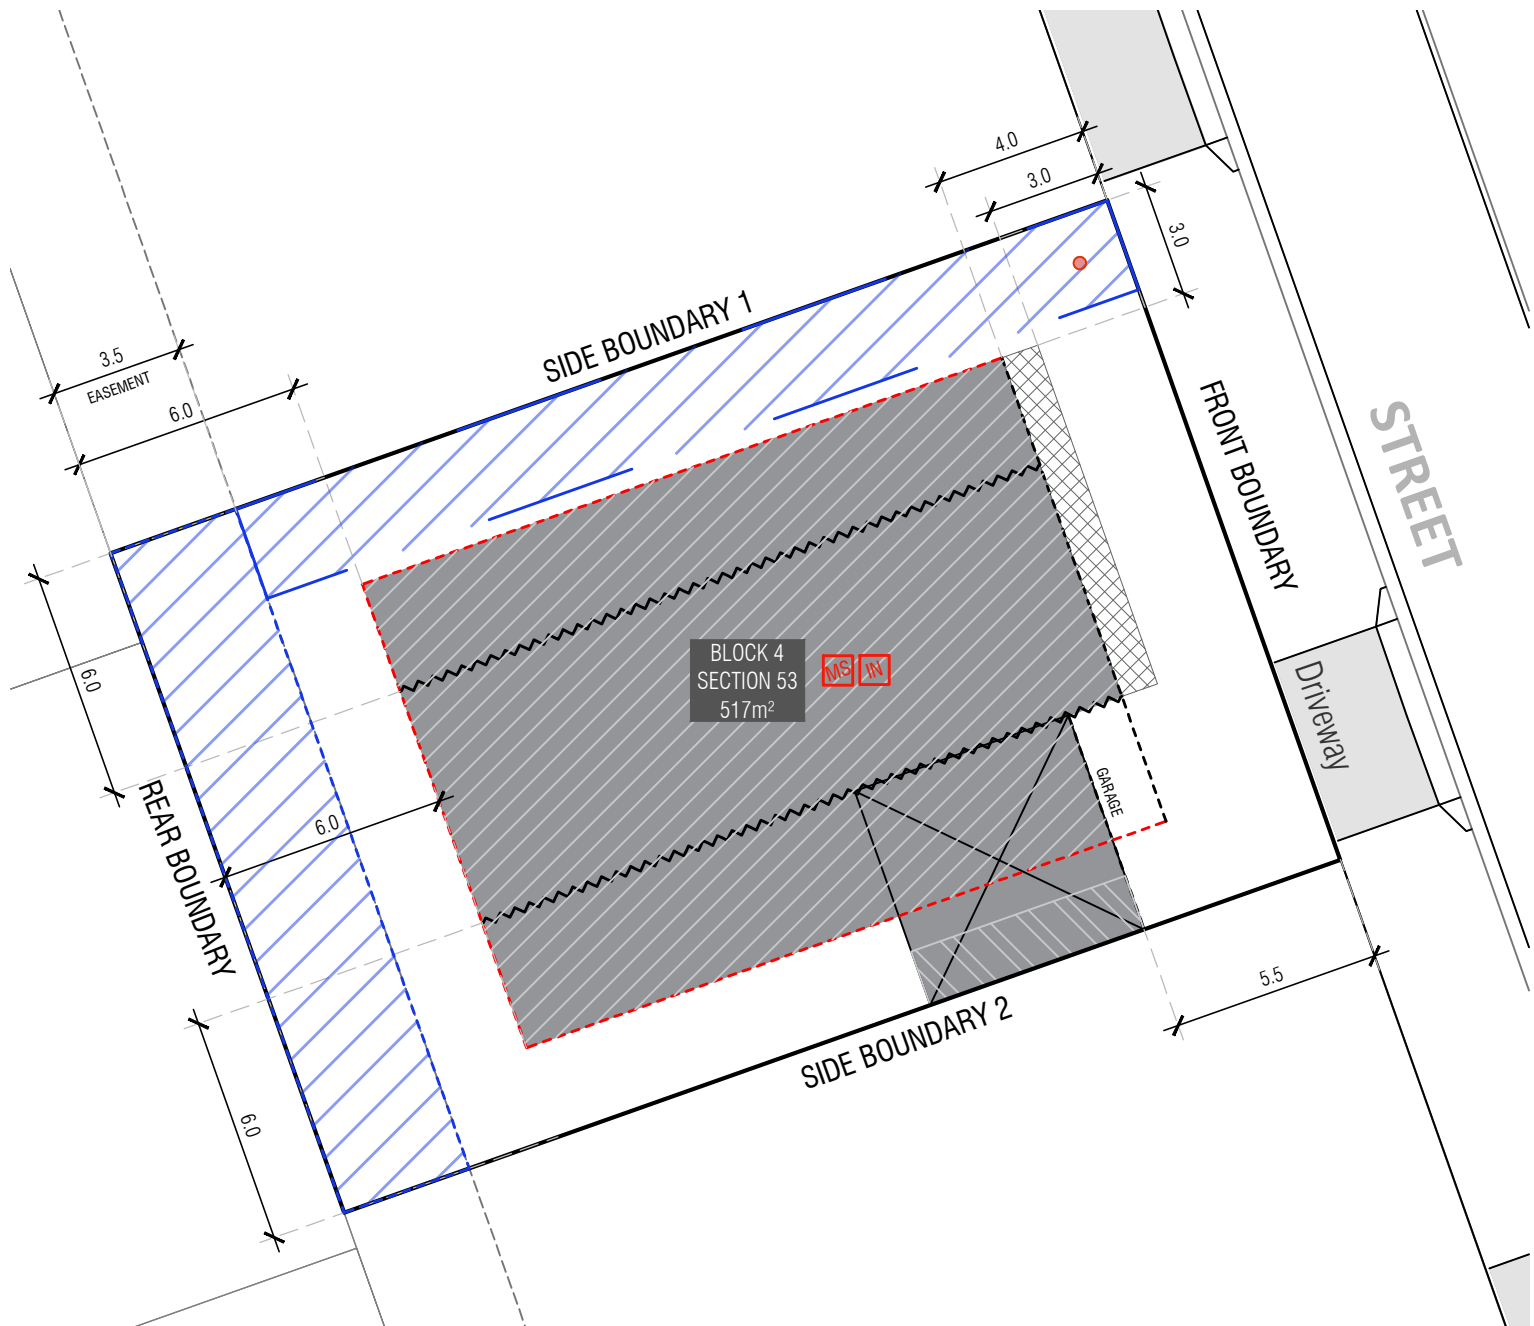 4.0
3.0
3.0
SIDE BOUNDARY 1
3.5
EASEMENT
6.0
STREET
FRONT BOUNDARY
6.0
BLOCK 4
SECTION 53
517m²
MS
IN
Driveway
GARAGE
REAR BOUNDARY
6.0
5.5
SIDE BOUNDARY 2
6.0